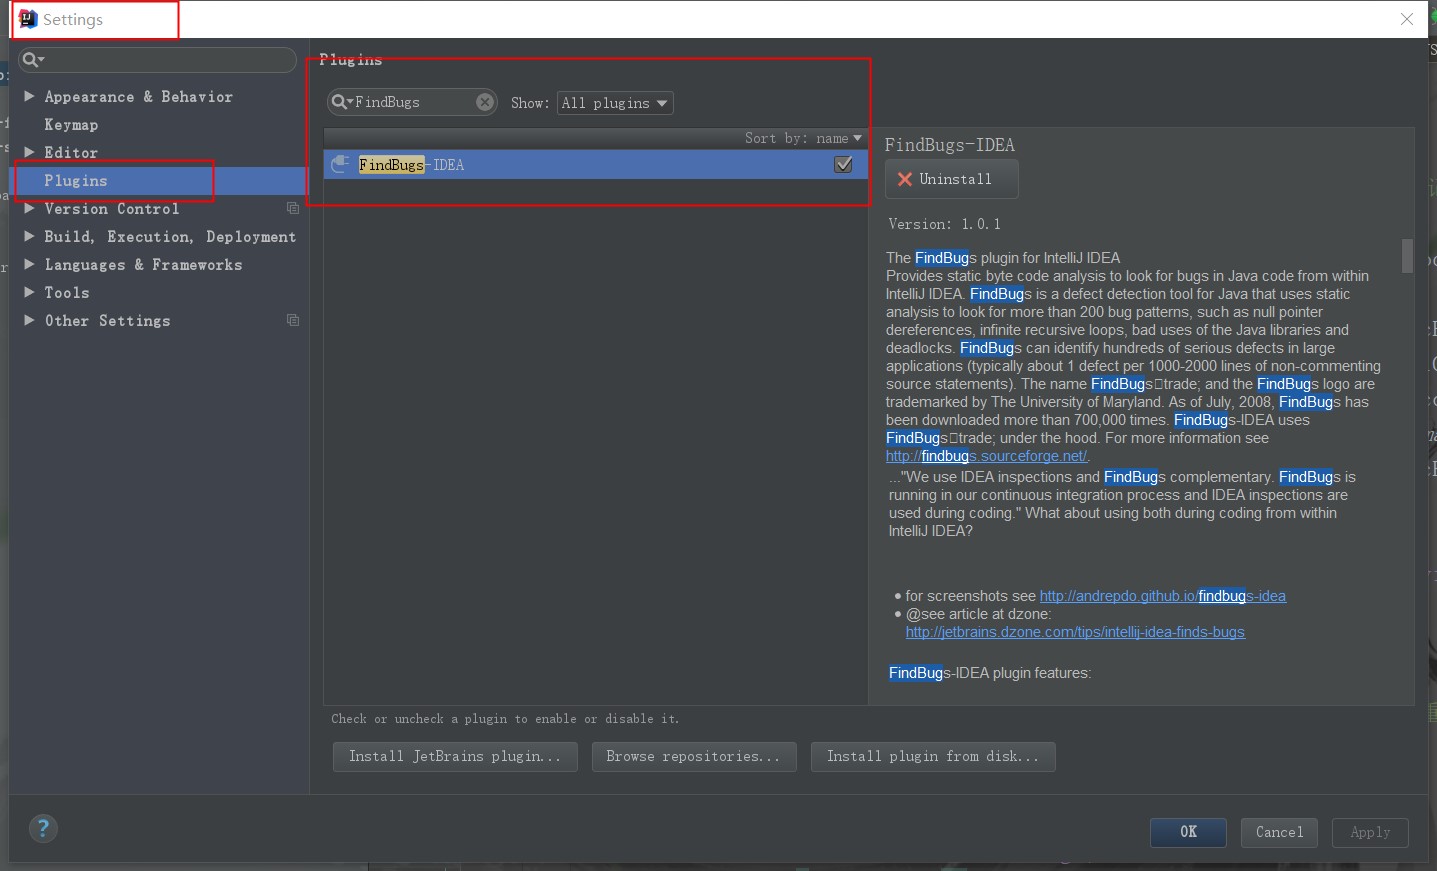 Settings
Appearance & Behavior
Keymap
Editor
Plugins
Version Control
Build, Execution, Deployment
Languages & Frameworks
Tools
Other Settings
Plugins
FindBugs
Show: All plugins
Sort by: name
FindBugs-IDEA
FindBugs-IDEA
Uninstall
Version: 1.0.1
The FindBugs plugin for IntelliJ IDEA
Provides static byte code analysis to look for bugs in Java code from within
IntelliJ IDEA. FindBugs is a defect detection tool for Java that uses static
analysis to look for more than 200 bug patterns, such as null pointer
dereferences, infinite recursive loops, bad uses of the Java libraries and
deadlocks. FindBugs can identify hundreds of serious defects in large
applications (typically about 1 defect per 1000-2000 lines of non-commenting
source statements). The name FindBugs□trade; and the FindBugs logo are
trademarked by The University of Maryland. As of July, 2008, FindBugs has
been downloaded more than 700,000 times. FindBugs-IDEA uses
FindBugs□trade; under the hood. For more information see
http://findbugs.sourceforge.net/.
..."We use IDEA inspections and FindBugs complementary. FindBugs is
running in our continuous integration process and IDEA inspections are
used during coding." What about using both during coding from within
IntelliJ IDEA?
• for screenshots see http://andrepdo.github.io/findbugs-idea
• @see article at dzone:
http://jetbrains.dzone.com/tips/intellij-idea-finds-bugs
FindBugs-IDEA plugin features:
Check or uncheck a plugin to enable or disable it.
Install JetBrains plugin...
Browse repositories...
Install plugin from disk...
?
OK
Cancel
Apply